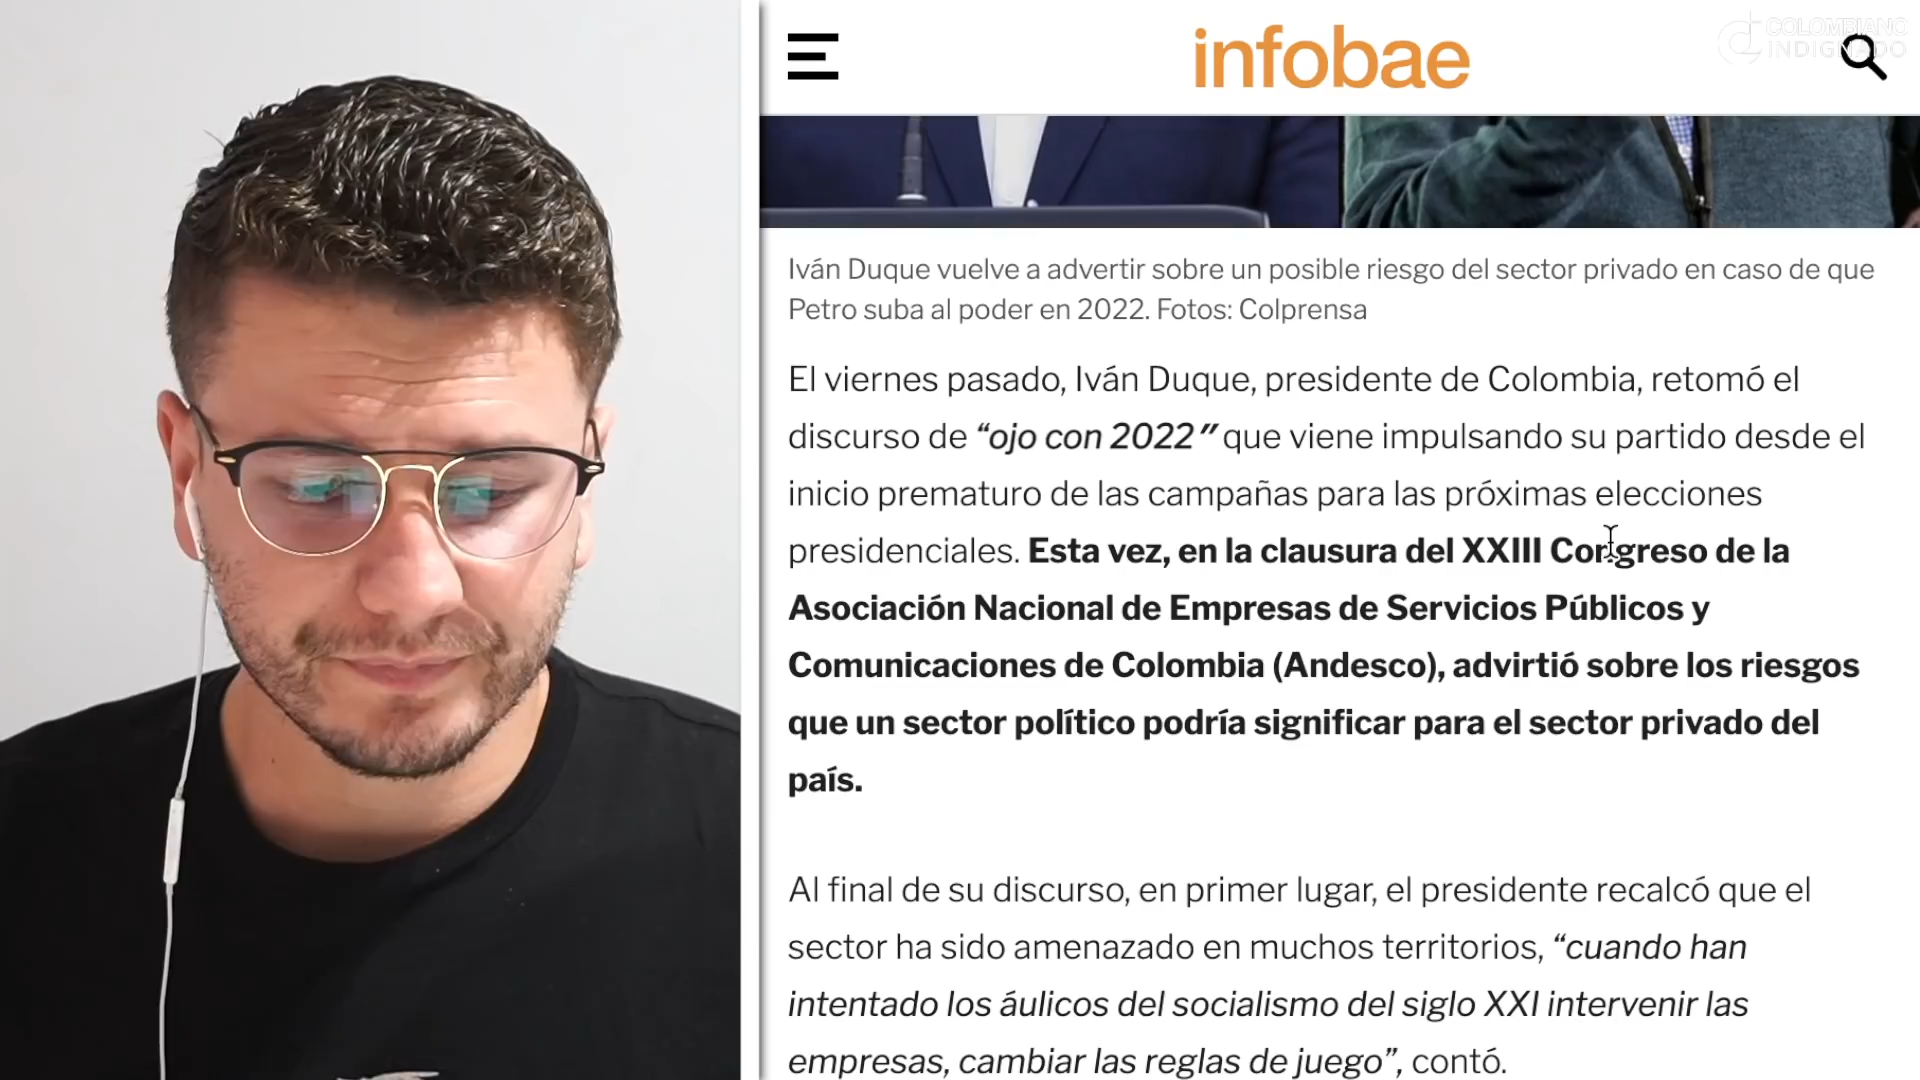 infobae
COLOMBIANO
INDIGNADO
Iván Duque vuelve a advertir sobre un posible riesgo del sector privado en caso de que
Petro suba al poder en 2022. Fotos: Colprensa
El viernes pasado, Iván Duque, presidente de Colombia, retomó el
discurso de “ojo con 2022” que viene impulsando su partido desde el
inicio prematuro de las campañas para las próximas elecciones
presidenciales. Esta vez, en la clausura del XXIII Congreso de la
Asociación Nacional de Empresas de Servicios Públicos y
Comunicaciones de Colombia (Andesco), advirtió sobre los riesgos
que un sector político podría significar para el sector privado del
país.
Al final de su discurso, en primer lugar, el presidente recalcó que el
sector ha sido amenazado en muchos territorios, “cuando han
intentado los áulicos del socialismo del siglo XXI intervenir las
empresas, cambiar las reglas de juego”, contó.